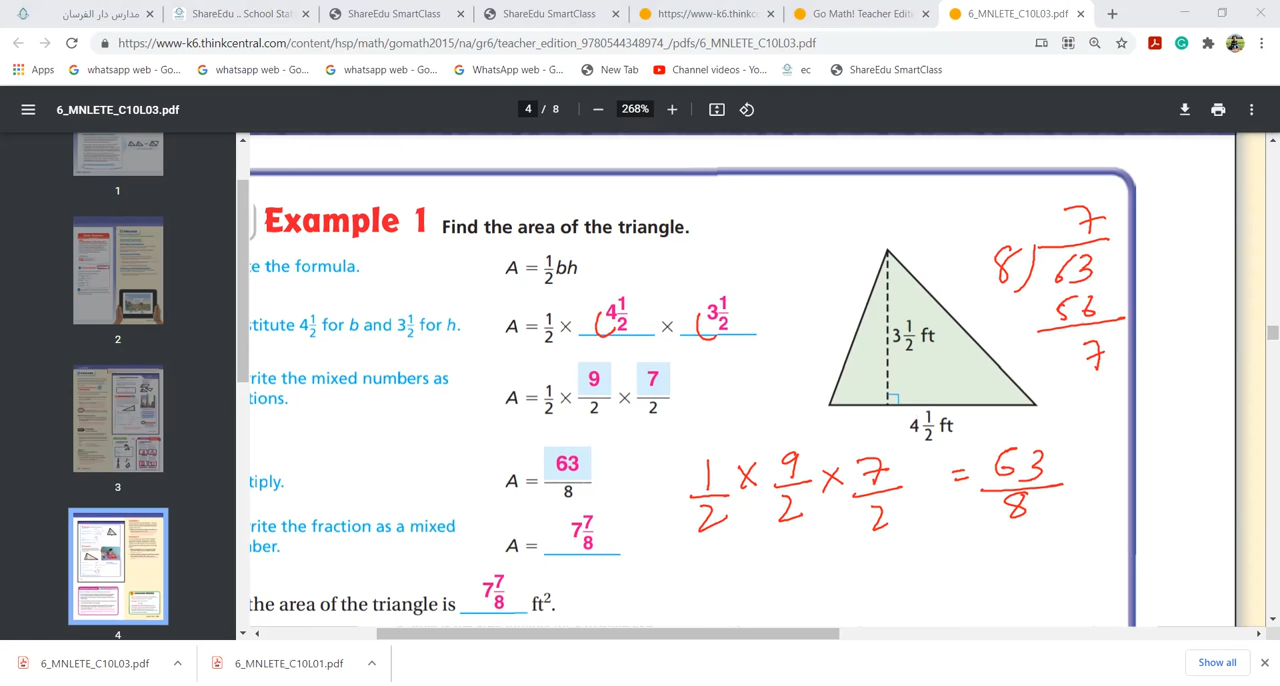 مدارس دار الفرسان
ShareEdu .. School Stat
ShareEdu SmartClass
ShareEdu SmartClass
https://www-k6.thinkc
Go Math! Teacher Editi
6_MNLETE_C10L03.pdf
https://www-k6.thinkcentral.com/content/hsp/math/gomath2015/na/gr6/teacher_edition_9780544348974_/pdfs/6_MNLETE_C10L03.pdf
Apps
whatsapp web - Go...
whatsapp web - Go...
whatsapp web - Go...
WhatsApp web - G...
New Tab
Channel videos - Yo...
ec
ShareEdu SmartClass
6_MNLETE_C10L03.pdf
4 / 8
268%
1
2
3
4
Example 1 Find the area of the triangle.
te the formula. A = 1/2 bh
stitute 4 1/2 for b and 3 1/2 for h. A = 1/2 × 4 1/2 × 3 1/2
rite the mixed numbers as
tions. A = 1/2 × 9/2 × 7/2
tiply. A = 63/8
rite the fraction as a mixed
mber. A = 7 7/8
the area of the triangle is 7 7/8 ft².
3 1/2 ft
4 1/2 ft
7
8 ) 63
56
7
1/2 × 9/2 × 7/2 = 63/8
6_MNLETE_C10L03.pdf
6_MNLETE_C10L01.pdf
Show all